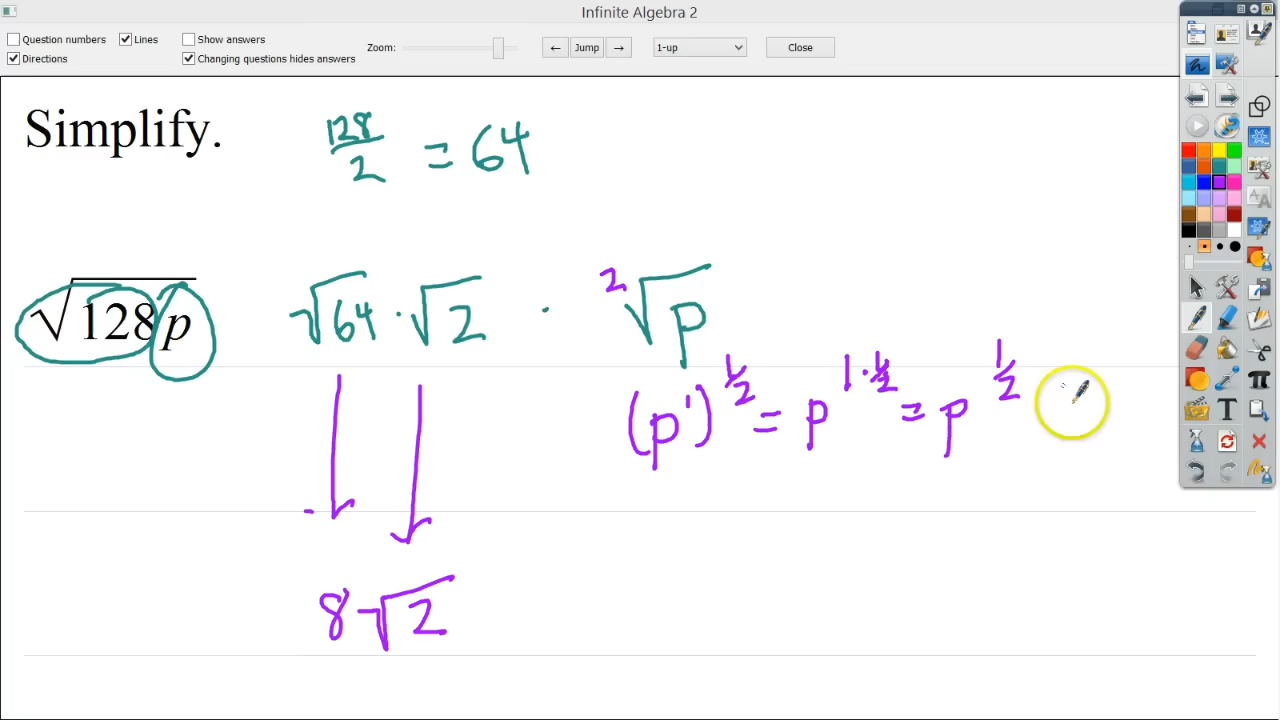 Infinite Algebra 2
Question numbers Lines Show answers Zoom: ← Jump → 1-up Close
Directions Changing questions hides answers
Simplify. 128/2 = 64
√128p √64 · √2 · ²√p
(p¹)^1/2 = p^1·1/2 = p^1/2
8√2